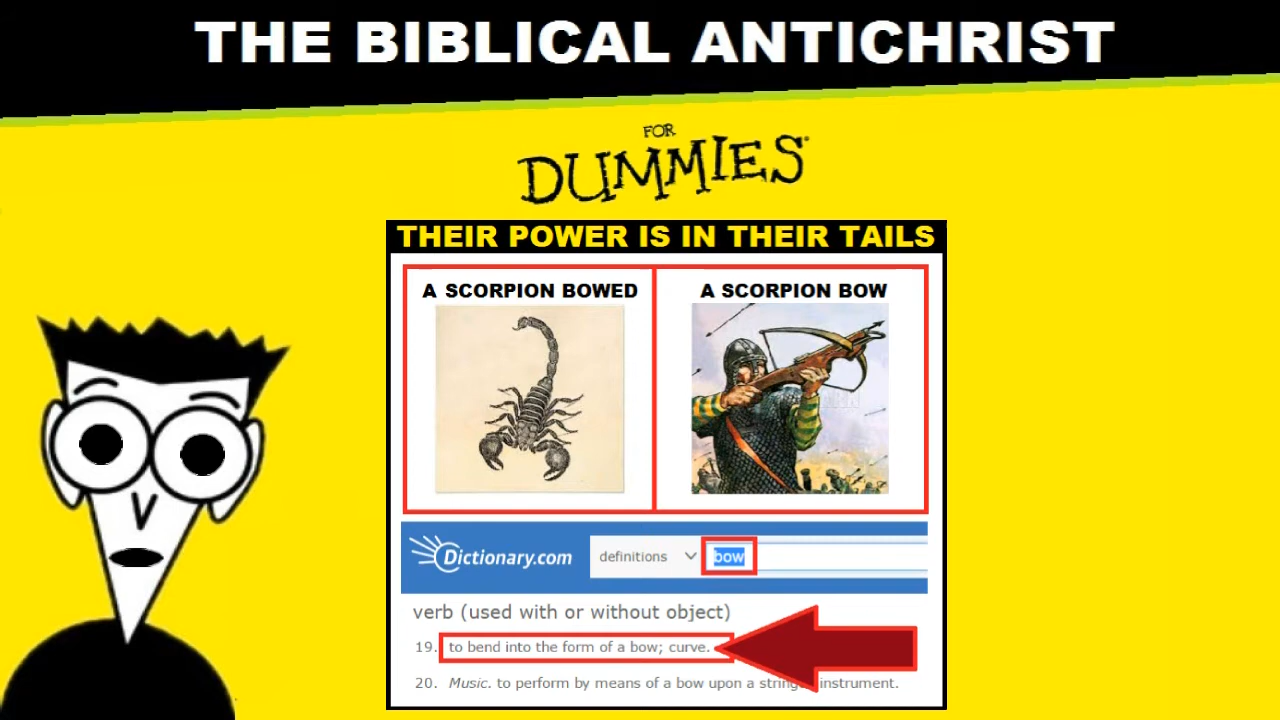 THE BIBLICAL ANTICHRIST
FOR
DUMMIES®
THEIR POWER IS IN THEIR TAILS
A SCORPION BOWED
A SCORPION BOW
Dictionary.com
definitions
bow
verb (used with or without object)
19. to bend into the form of a bow; curve.
20. Music. to perform by means of a bow upon a stringed instrument.